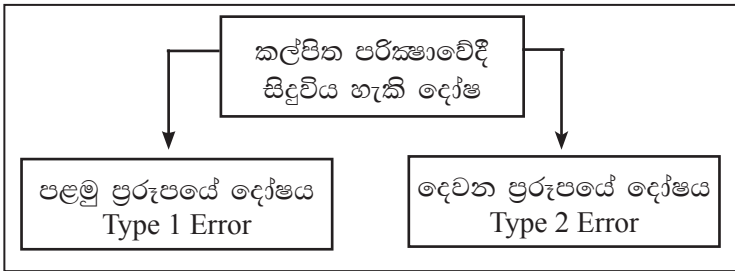 කල්පිත පරික්‍ෂාවේදී
සිදුවිය හැකි දෝෂ
පළමු ප්‍රරූපයේ දෝෂය
Type 1 Error
දෙවන ප්‍රරූපයේ දෝෂය
Type 2 Error